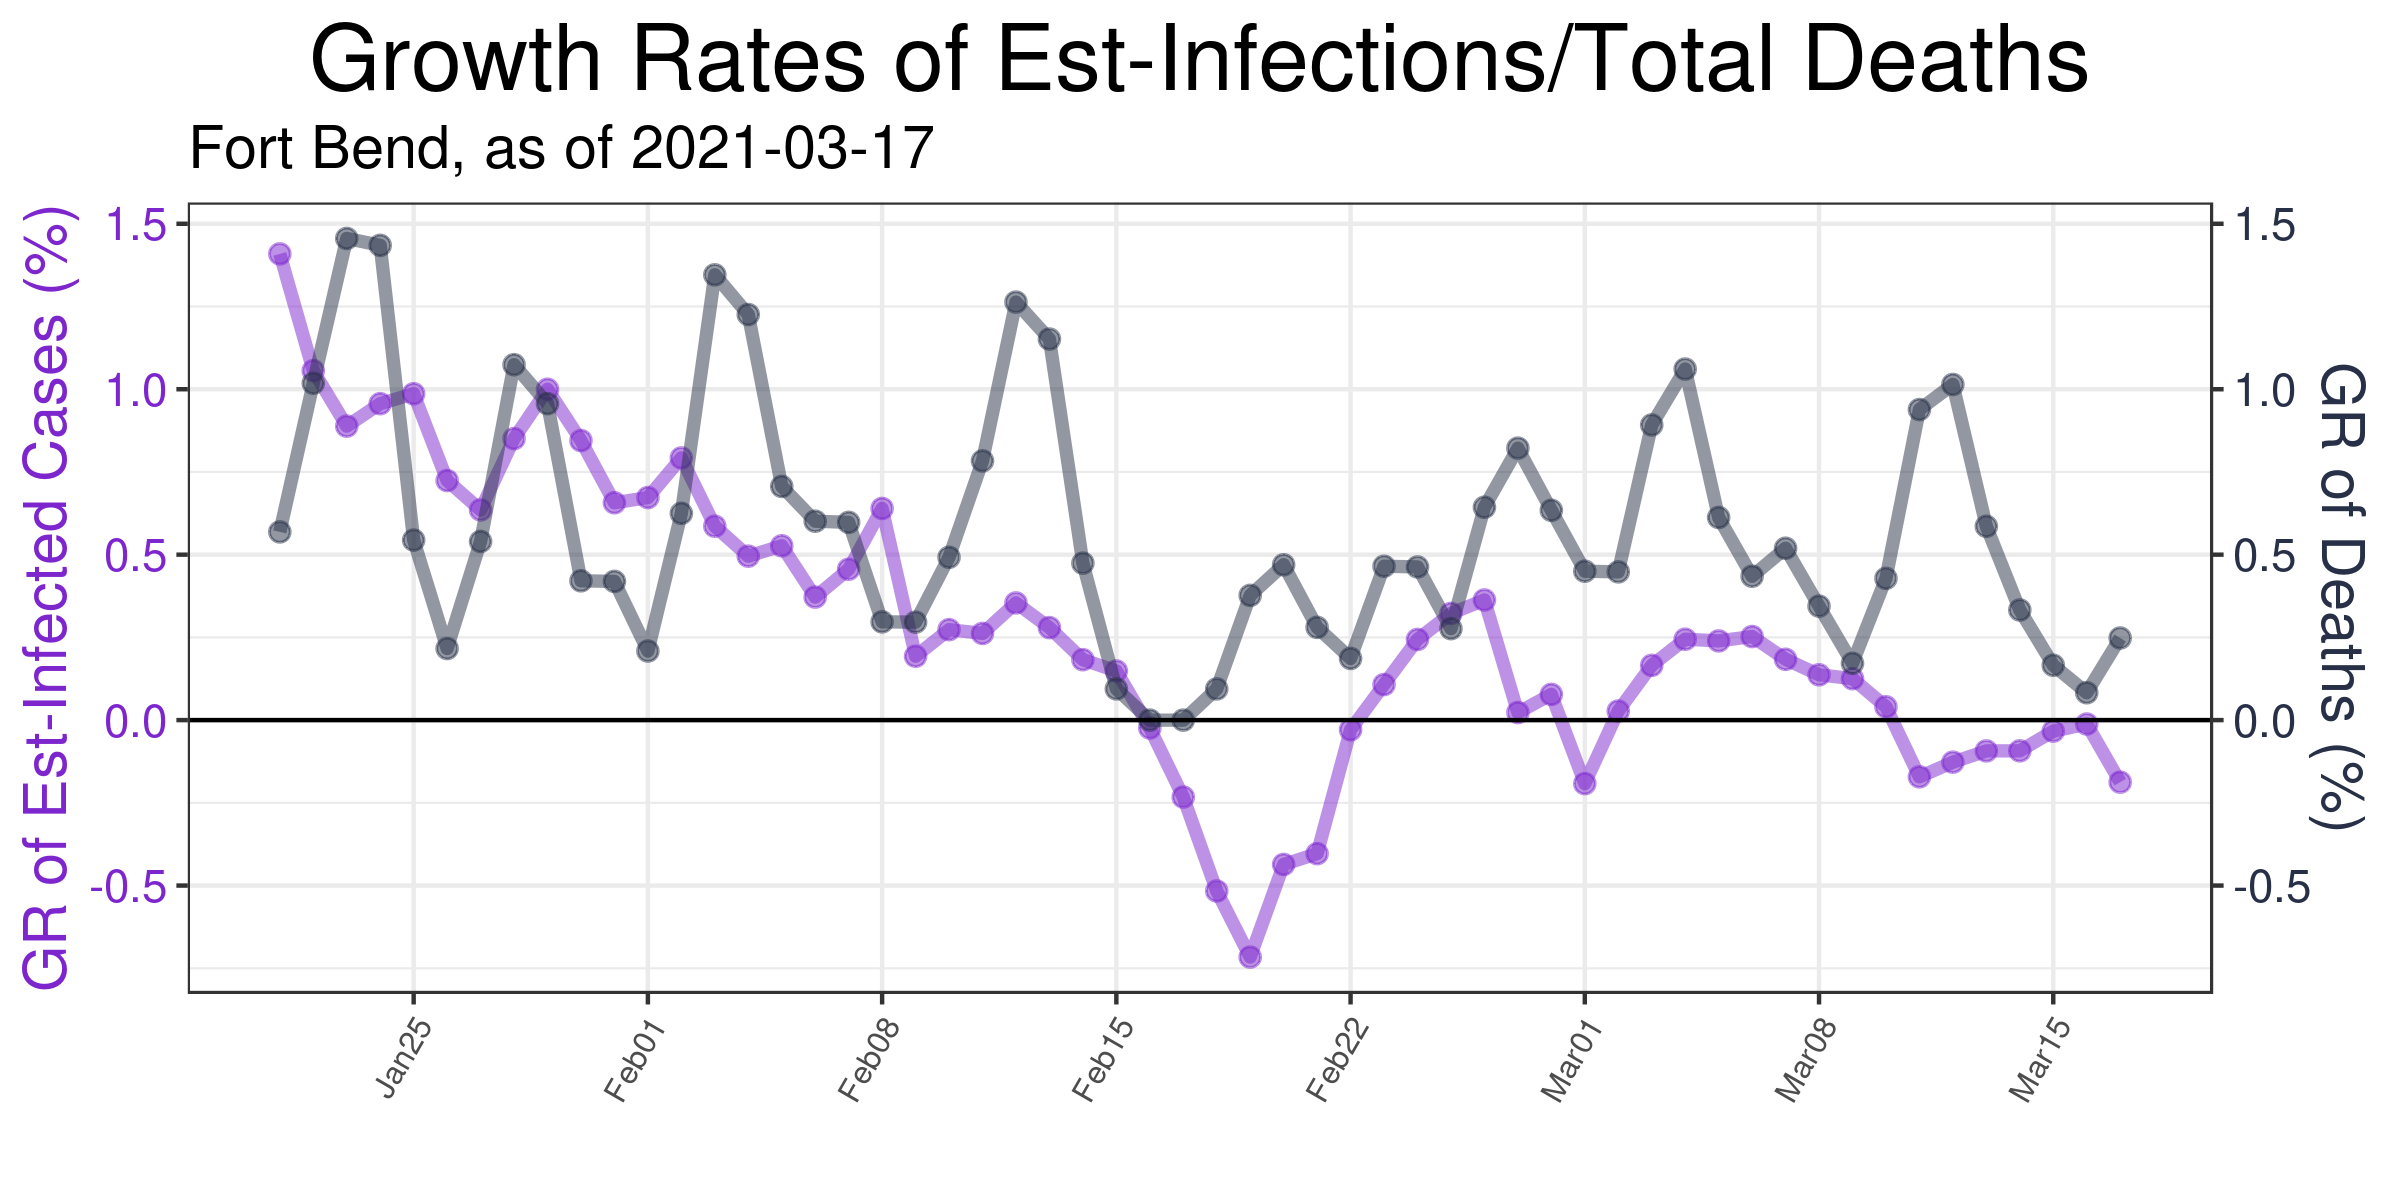 Growth Rates of Est-Infections/Total Deaths
Fort Bend, as of 2021-03-17
GR of Est-Infected Cases (%)
1.5
1.0
0.5
0.0
-0.5
1.5
1.0
0.5
0.0
-0.5
GR of Deaths (%)
Jan25
Feb01
Feb08
Feb15
Feb22
Mar01
Mar08
Mar15